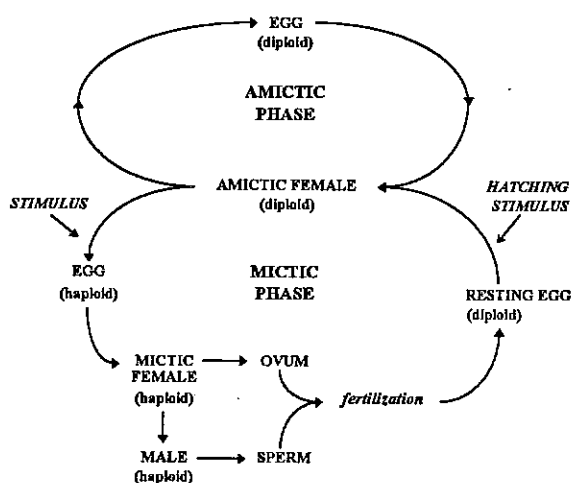 EGG
(diploid)
AMICTIC
PHASE
AMICTIC FEMALE
(diploid)
STIMULUS
HATCHING
STIMULUS
EGG
(haploid)
MICTIC
PHASE
RESTING EGG
(diploid)
MICTIC
FEMALE
(haploid)
OVUM
fertilization
MALE
(haploid)
SPERM